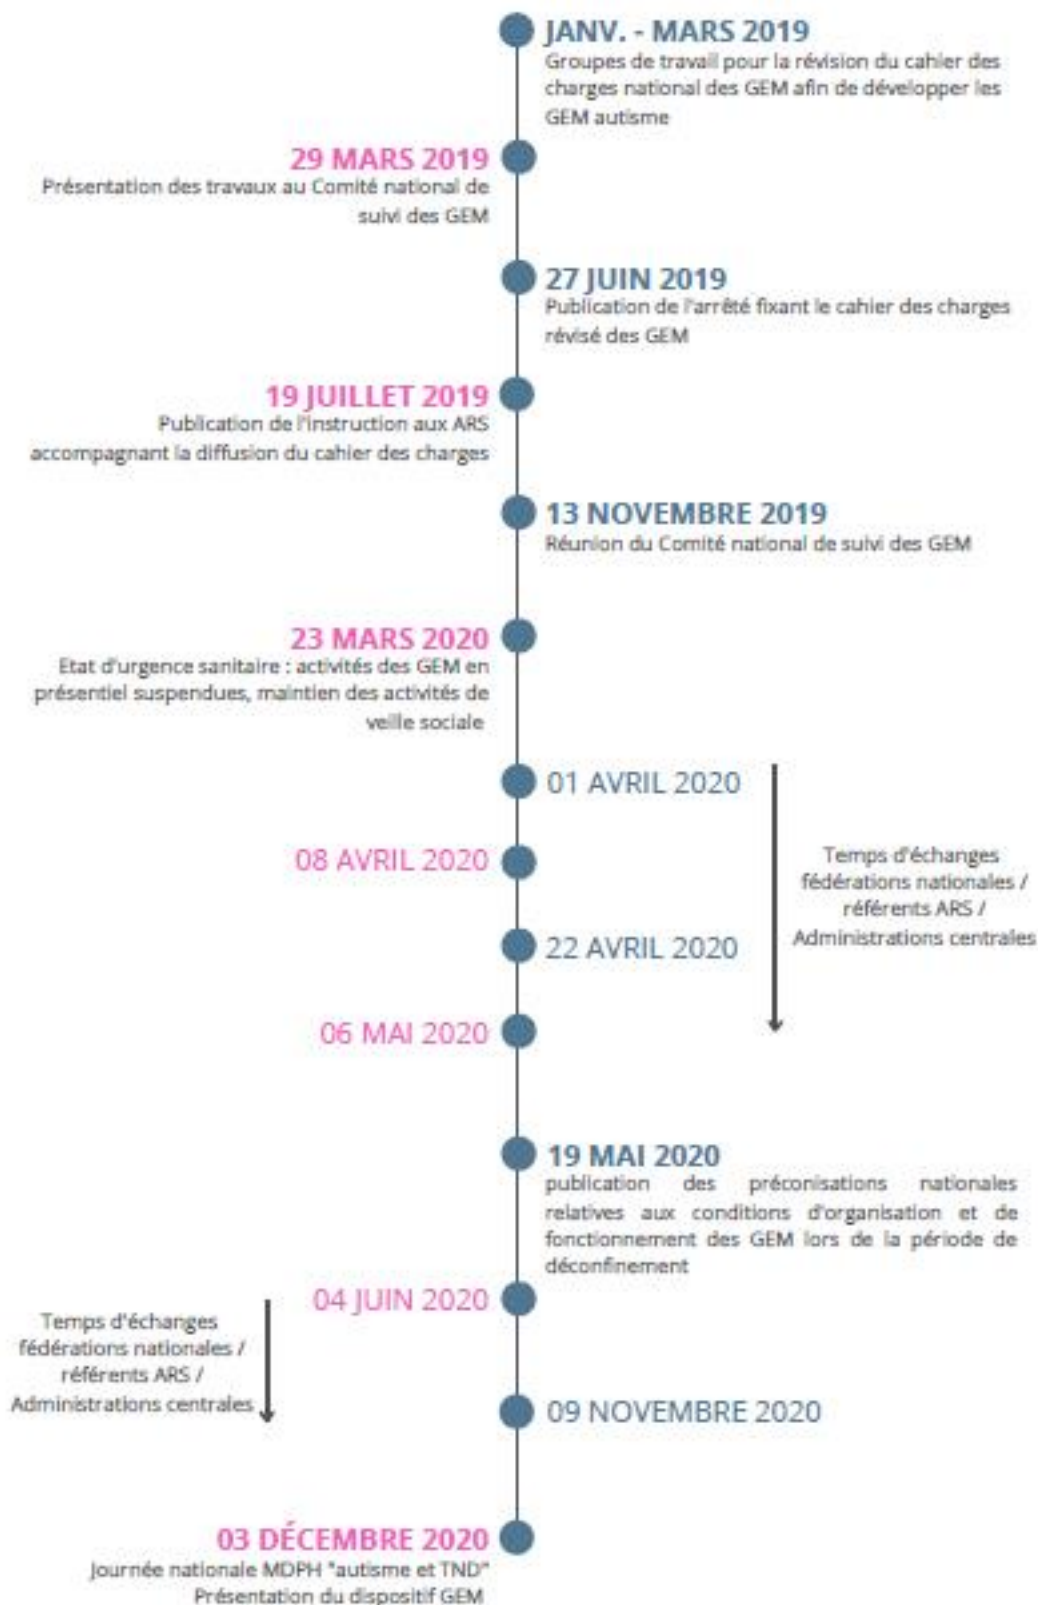 JANV. - MARS 2019
Groupes de travail pour la révision du cahier des
charges national des GEM afin de développer les
GEM autisme
29 MARS 2019
Présentation des travaux au Comité national de
suivi des GEM
27 JUIN 2019
Publication de l'arrêté fixant le cahier des charges
révisé des GEM
19 JUILLET 2019
Publication de l'instruction aux ARS
accompagnant la diffusion du cahier des charges
13 NOVEMBRE 2019
Réunion du Comité national de suivi des GEM
23 MARS 2020
Etat d'urgence sanitaire : activités des GEM en
présentiel suspendues, maintien des activités de
veille sociale
01 AVRIL 2020
08 AVRIL 2020
22 AVRIL 2020
06 MAI 2020
Temps d'échanges
fédérations nationales /
référents ARS /
Administrations centrales
19 MAI 2020
publication des préconisations nationales
relatives aux conditions d'organisation et de
fonctionnement des GEM lors de la période de
déconfinement
04 JUIN 2020
Temps d'échanges
fédérations nationales /
référents ARS /
Administrations centrales
09 NOVEMBRE 2020
03 DÉCEMBRE 2020
Journée nationale MDPH "autisme et TND"
Présentation du dispositif GEM